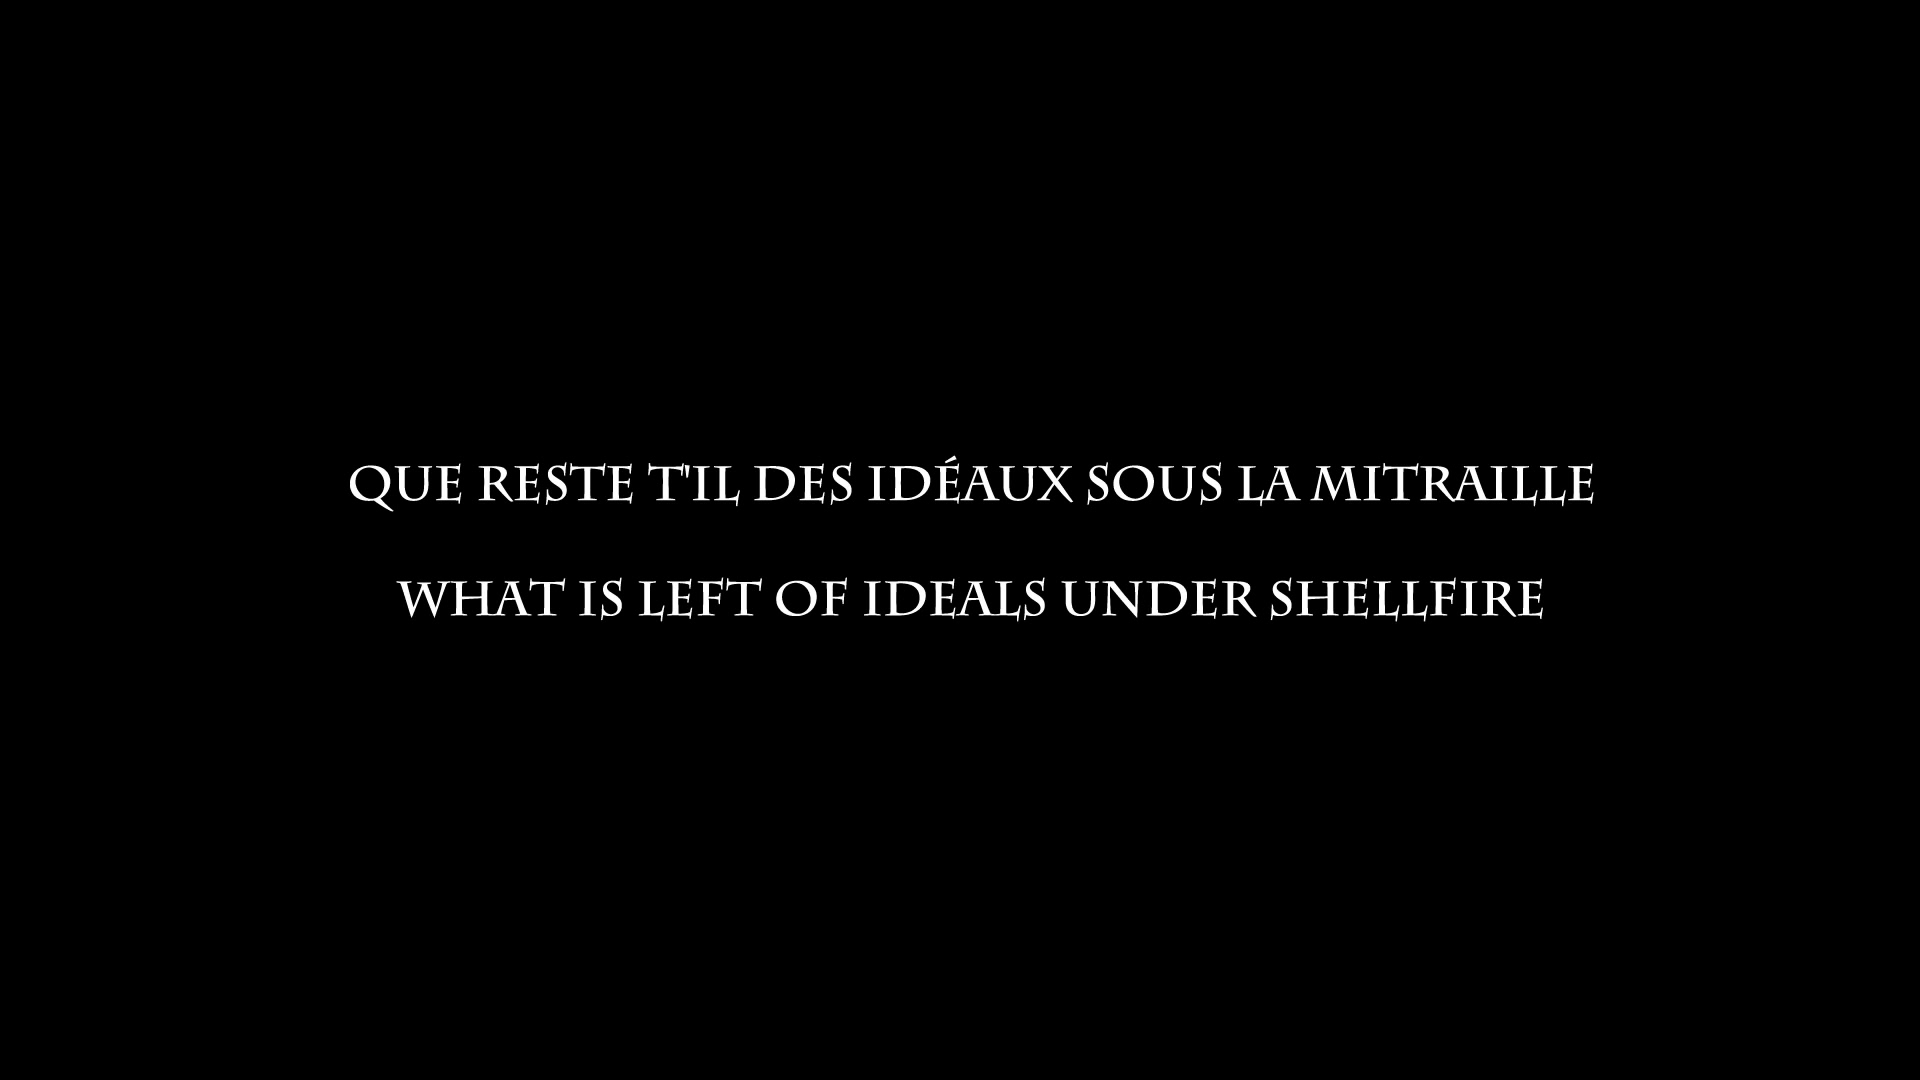 QUE RESTE T'IL DES IDÉAUX SOUS LA MITRAILLE
WHAT IS LEFT OF IDEALS UNDER SHELLFIRE